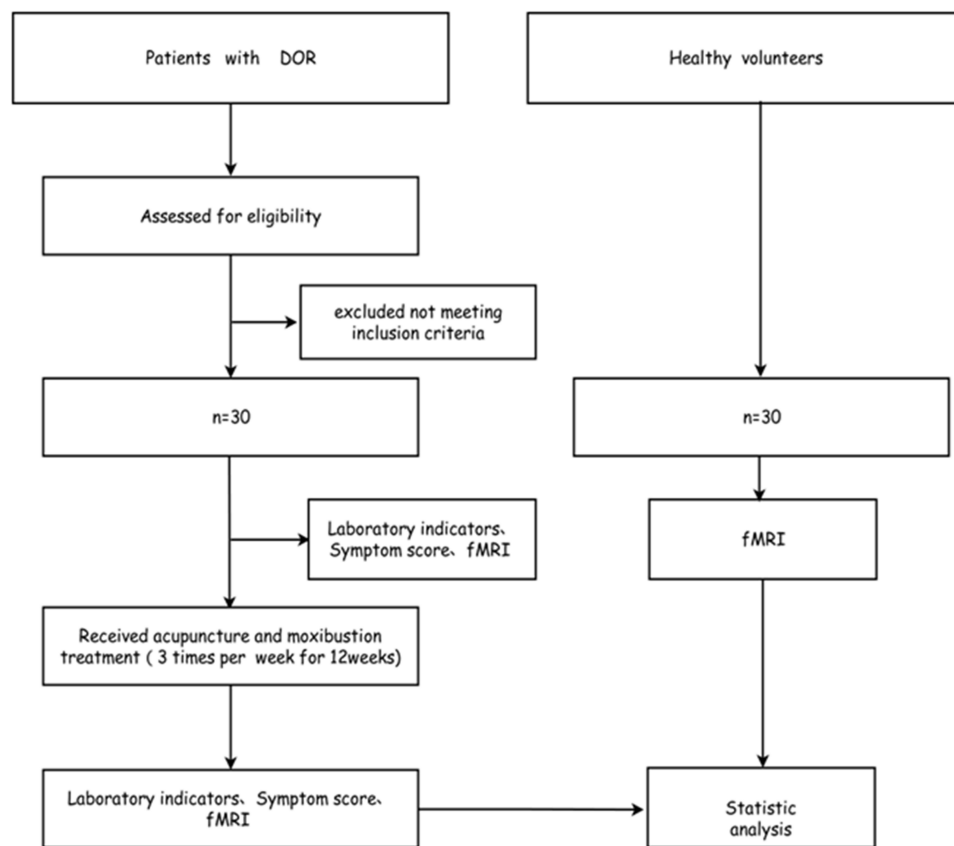 Patients with DOR
Healthy volunteers
Assessed for eligibility
excluded not meeting
inclusion criteria
n=30
n=30
Laboratory indicators、
Symptom score、fMRI
fMRI
Received acupuncture and moxibustion
treatment ( 3 times per week for 12weeks)
Laboratory indicators、Symptom score、
fMRI
Statistic
analysis